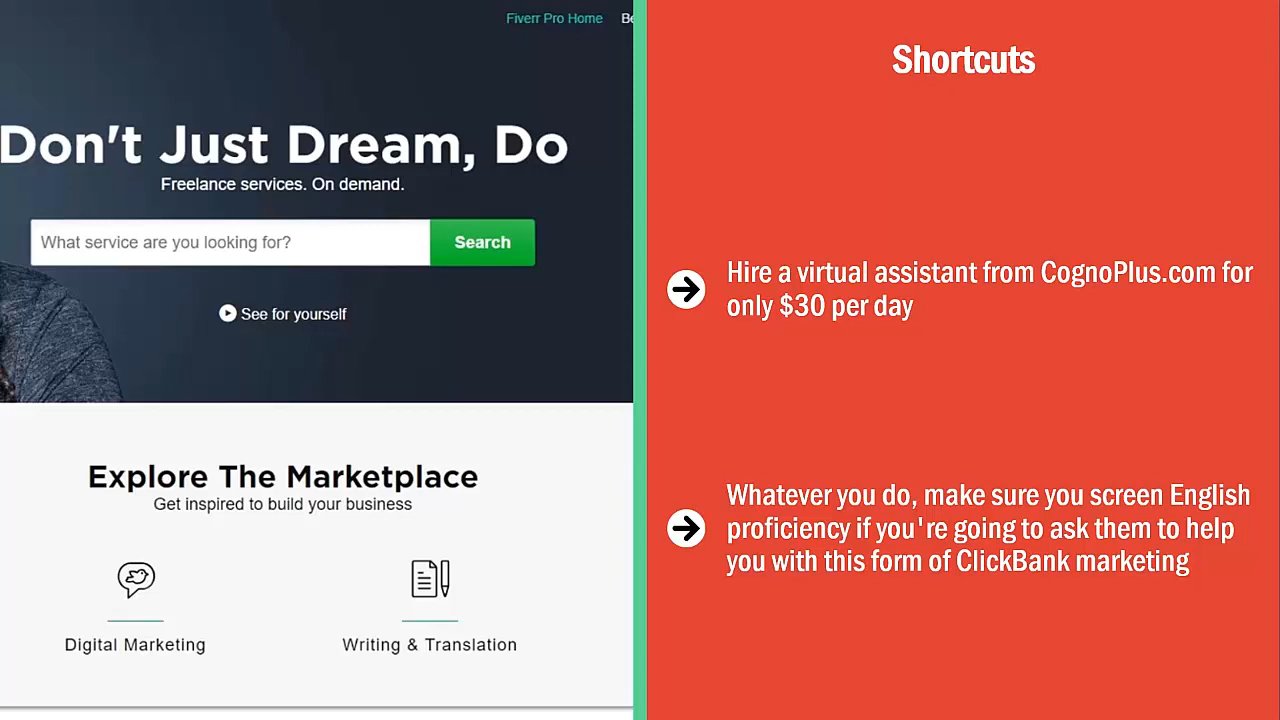 Fiverr Pro Home
Don't Just Dream, Do
Freelance services. On demand.
What service are you looking for?
Search
See for yourself
Explore The Marketplace
Get inspired to build your business
Digital Marketing
Writing & Translation
Shortcuts
Hire a virtual assistant from CognoPlus.com for
only $30 per day
Whatever you do, make sure you screen English
proficiency if you're going to ask them to help
you with this form of ClickBank marketing